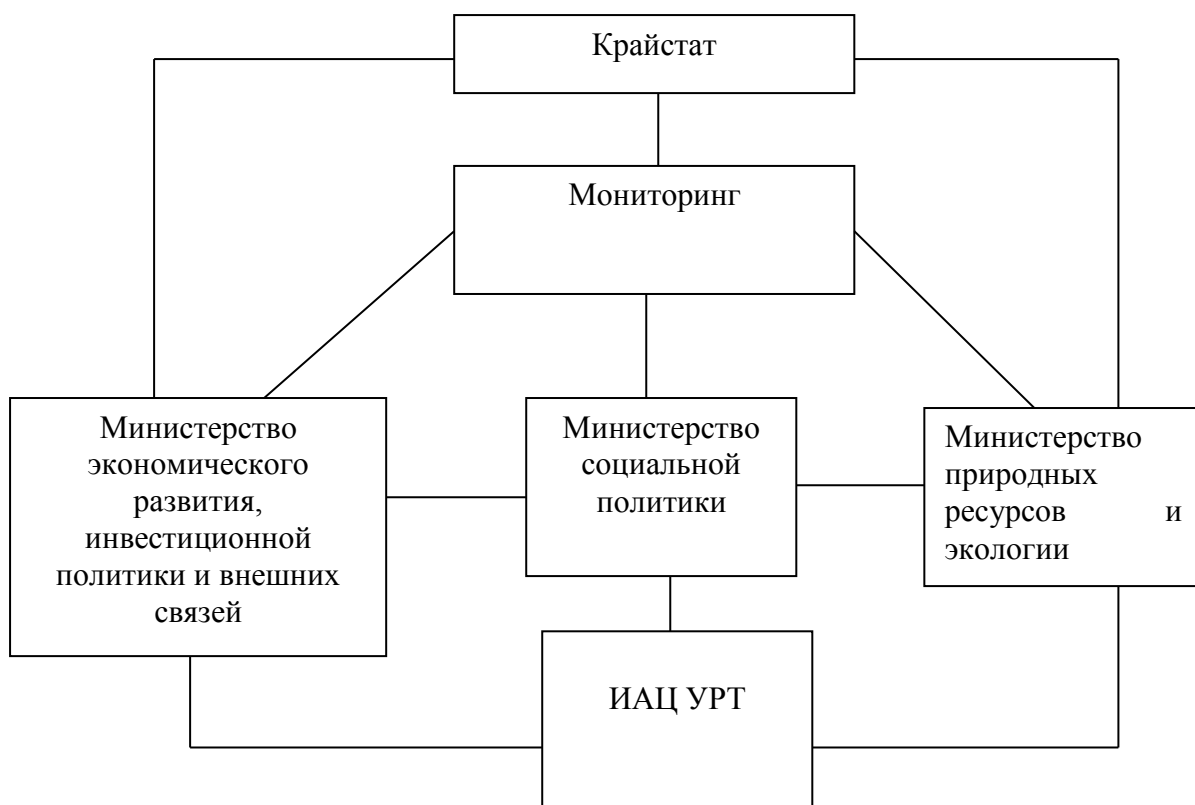 Крайстат
Мониторинг
Министерство
экономического
развития,
инвестиционной
политики и внешних
связей
Министерство
социальной
политики
Министерство
природных
ресурсов и
экологии
ИАЦ УРТ